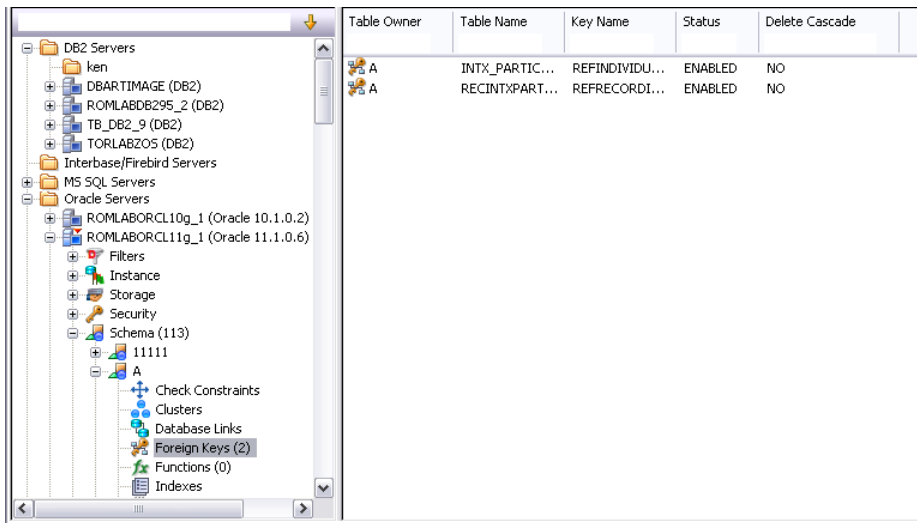 Table Owner Table Name Key Name Status Delete Cascade
A INTX_PARTIC... REFINDIVIDU... ENABLED NO
A RECINTXPART... REFRECORDI... ENABLED NO
DB2 Servers
ken
DBARTIMAGE (DB2)
ROMLABDB295_2 (DB2)
TB_DB2_9 (DB2)
TORLABZOS (DB2)
Interbase/Firebird Servers
MS SQL Servers
Oracle Servers
ROMLABORCL10g_1 (Oracle 10.1.0.2)
ROMLABORCL11g_1 (Oracle 11.1.0.6)
Filters
Instance
Storage
Security
Schema (113)
11111
A
Check Constraints
Clusters
Database Links
Foreign Keys (2)
Functions (0)
Indexes